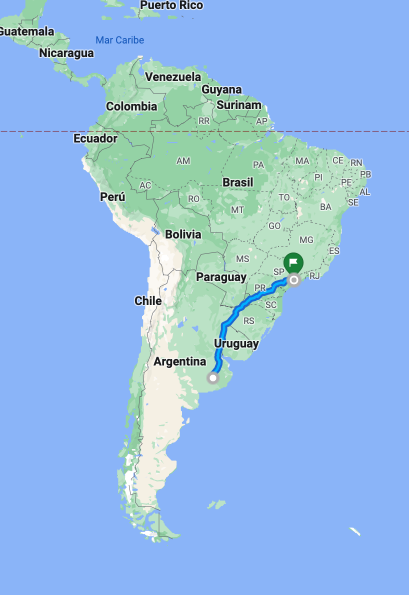 Puerto Rico
Guatemala
Mar Caribe
Nicaragua
Venezuela
Guyana
Colombia
Surinam
RR
AP
Ecuador
AM
PA
MA
CE
RN
PB
PI
PE
AL
SE
Perú
AC
RO
Brasil
TO
BA
MT
GO
Bolivia
MG
ES
MS
SP
RJ
Paraguay
PR
SC
Chile
RS
Uruguay
Argentina